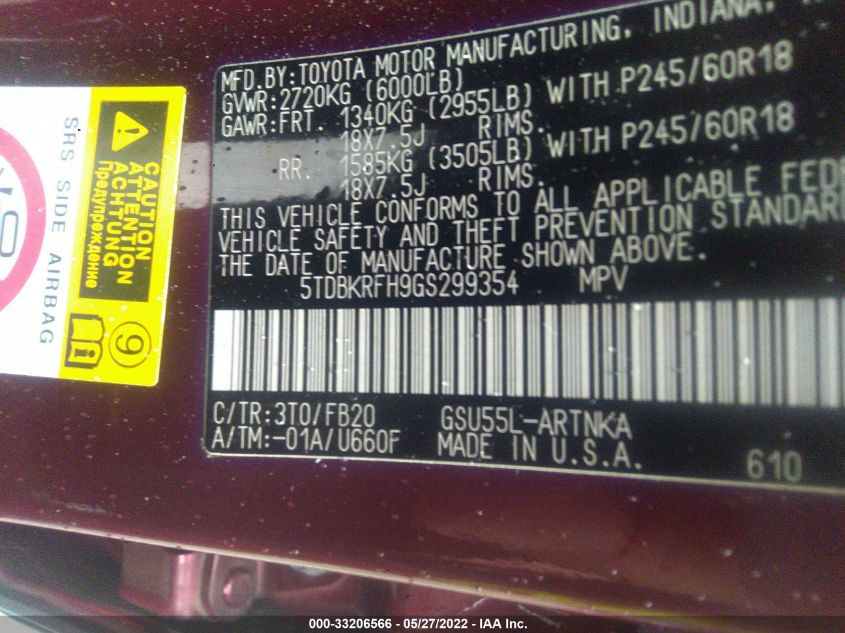 MFD.BY:TOYOTA MOTOR MANUFACTURING, INDIANA,
GVWR:2720KG (6000LB)
GAWR:FRT. 1340KG (2955LB) WITH P245/60R18
18X7.5J RIMS.
RR. 1585KG (3505LB) WITH P245/60R18
18X7.5J RIMS.
THIS VEHICLE CONFORMS TO ALL APPLICABLE
VEHICLE SAFETY AND THEFT PREVENTION
THE DATE OF MANUFACTURE SHOWN ABOVE.
5TDBKRFH9GS299354 MPV
C/TR:3T0/FB20 GSU55L-ARTNKA
A/TM:-01A/U660F MADE IN U.S.A.
610
SRS SIDE AIRBAG
CAUTION
ATTENTION
ACHTUNG
Предупреждение
9
000-33206566 - 05/27/2022 - IAA Inc.